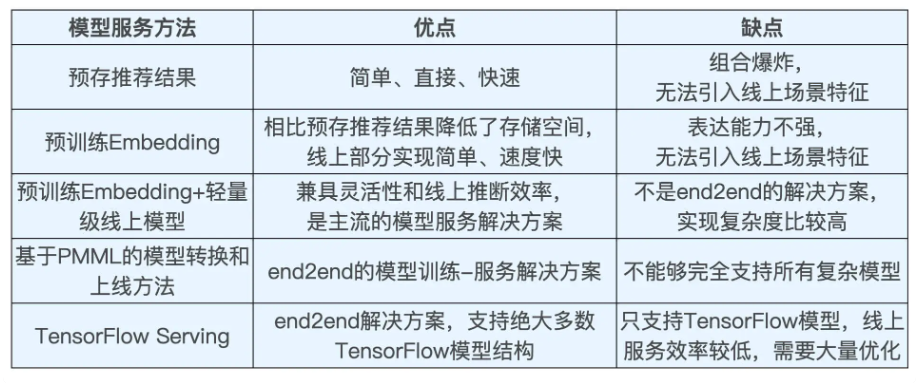 模型服务方法 优点 缺点
预存推荐结果 简单、直接、快速 组合爆炸，
无法引入线上场景特征
预训练Embedding 相比预存推荐结果降低了存储空间，
线上部分实现简单、速度快 表达能力不强，
无法引入线上场景特征
预训练Embedding+轻量
级线上模型 兼具灵活性和线上推断效率，
是主流的模型服务解决方案 不是end2end的解决方案，
实现复杂度比较高
基于PMML的模型转换和
上线方法 end2end的模型训练-服务解决方案 不能够完全支持所有复杂模型
TensorFlow Serving end2end解决方案，支持绝大多数
TensorFlow模型结构 只支持TensorFlow模型，线上
服务效率较低，需要大量优化